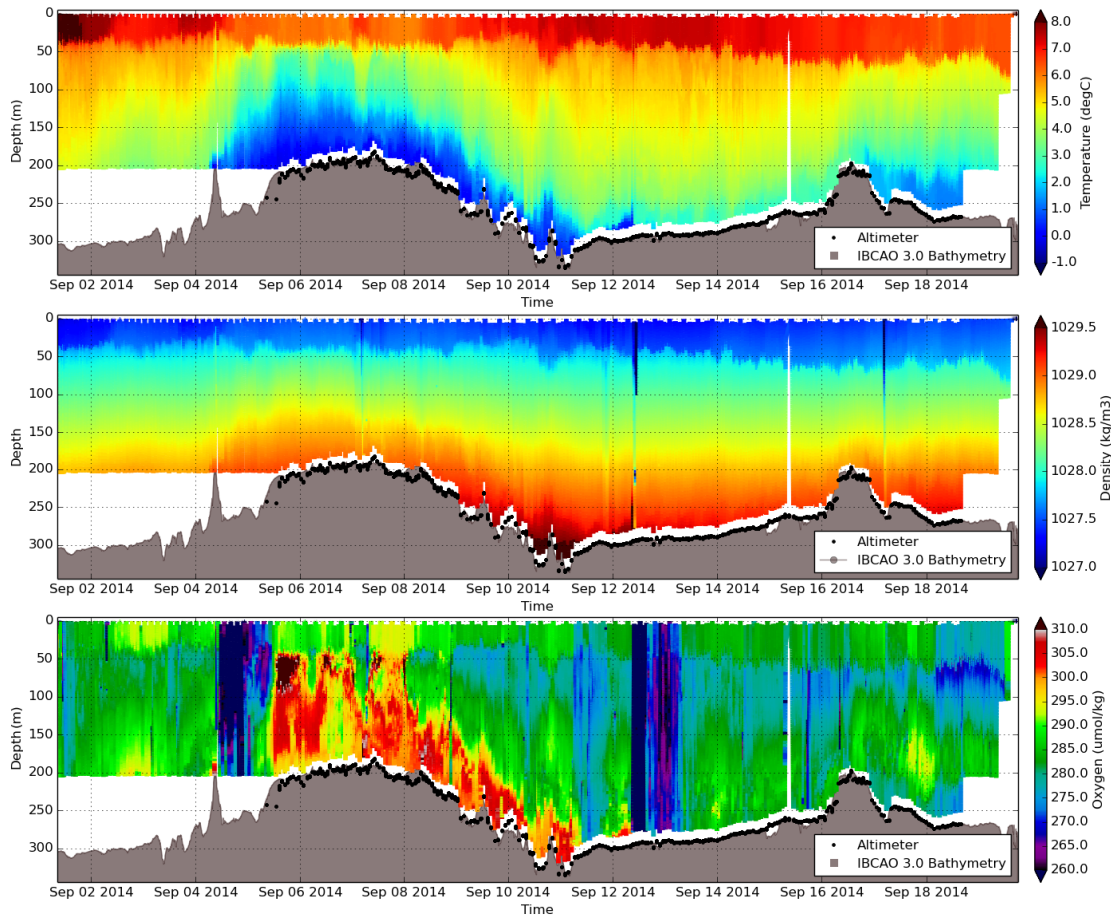 0
50
100
150
200
250
300
Depth (m)
Sep 02 2014 Sep 04 2014 Sep 06 2014 Sep 08 2014 Sep 10 2014 Sep 12 2014 Sep 14 2014 Sep 16 2014 Sep 18 2014
Time
Altimeter
IBCAO 3.0 Bathymetry
8.0
7.0
6.0
5.0
4.0
3.0
2.0
1.0
0.0
-1.0
Temperature (degC)
0
50
100
150
200
250
300
Depth
Sep 02 2014 Sep 04 2014 Sep 06 2014 Sep 08 2014 Sep 10 2014 Sep 12 2014 Sep 14 2014 Sep 16 2014 Sep 18 2014
Time
Altimeter
IBCAO 3.0 Bathymetry
1029.5
1029.0
1028.5
1028.0
1027.5
1027.0
Density (kg/m3)
0
50
100
150
200
250
300
Depth (m)
Sep 02 2014 Sep 04 2014 Sep 06 2014 Sep 08 2014 Sep 10 2014 Sep 12 2014 Sep 14 2014 Sep 16 2014 Sep 18 2014
Time
Altimeter
IBCAO 3.0 Bathymetry
310.0
305.0
300.0
295.0
290.0
285.0
280.0
275.0
270.0
265.0
260.0
Oxygen (umol/kg)